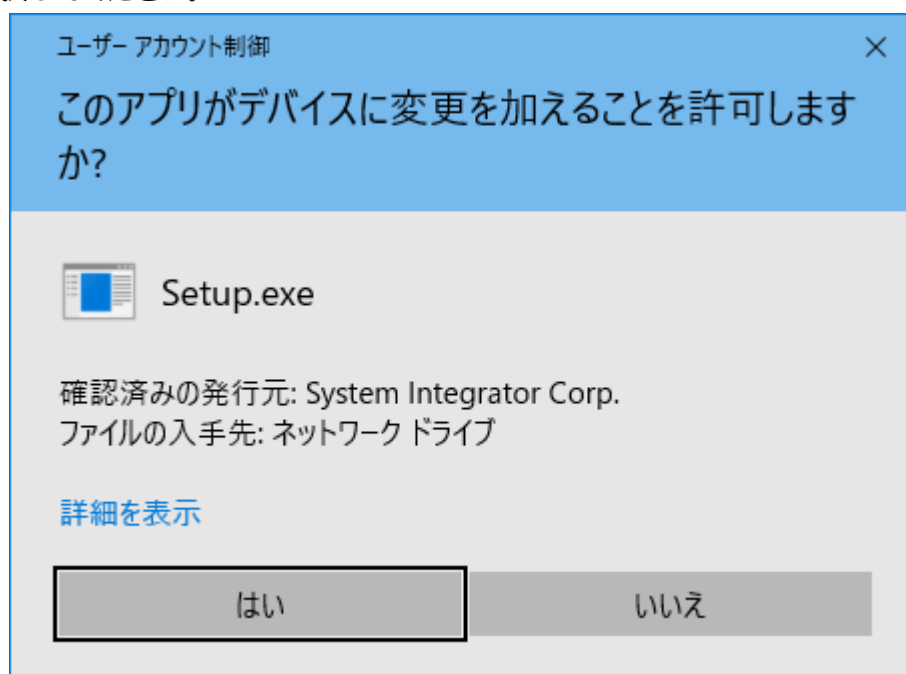 ユーザー アカウント制御
このアプリがデバイスに変更を加えることを許可します
か?
Setup.exe
確認済みの発行元: System Integrator Corp.
ファイルの入手先: ネットワーク ドライブ
詳細を表示
はい
いいえ